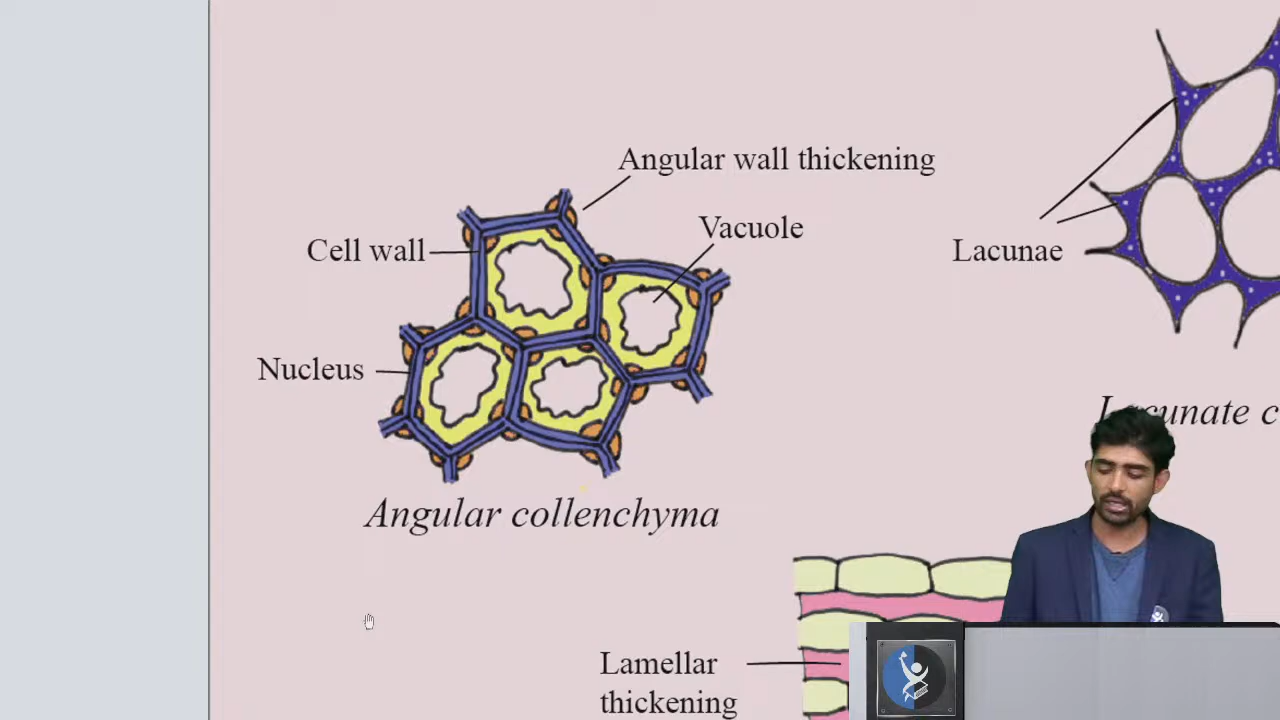 Angular wall thickening
Vacuole
Cell wall
Lacunae
Nucleus
Angular collenchyma
Lamellar
thickening